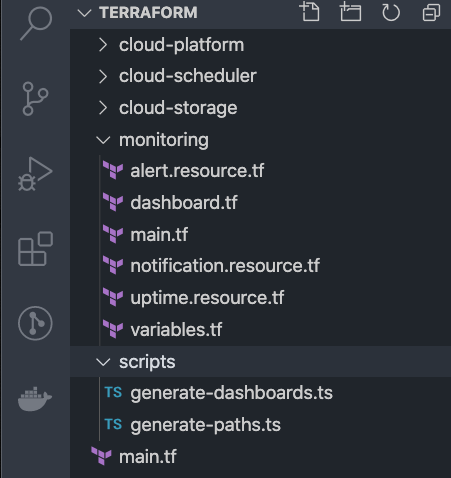 TERRAFORM
cloud-platform
cloud-scheduler
cloud-storage
monitoring
alert.resource.tf
dashboard.tf
main.tf
notification.resource.tf
uptime.resource.tf
variables.tf
scripts
TS generate-dashboards.ts
TS generate-paths.ts
main.tf